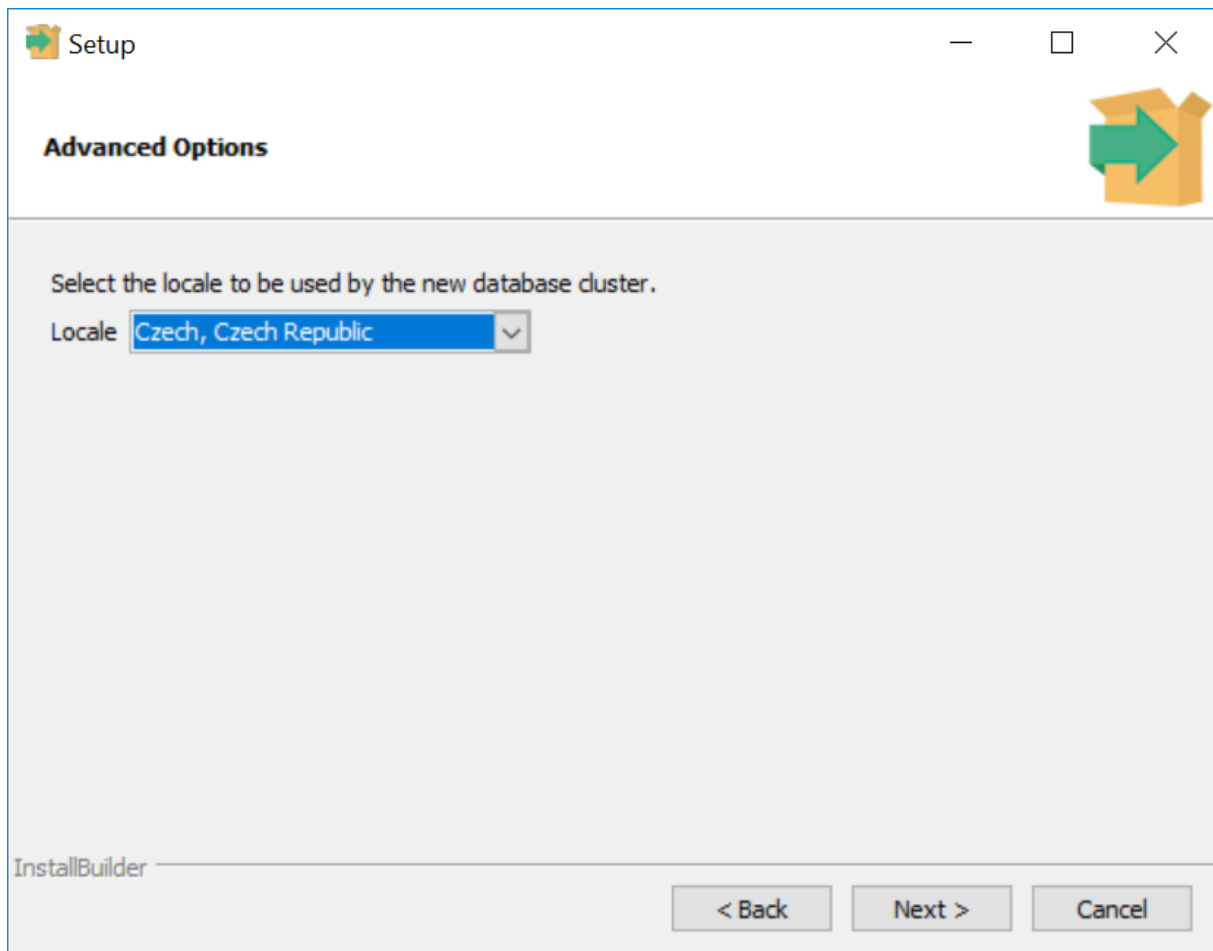 Setup
Advanced Options
Select the locale to be used by the new database cluster.
Locale Czech, Czech Republic
InstallBuilder
< Back Next > Cancel